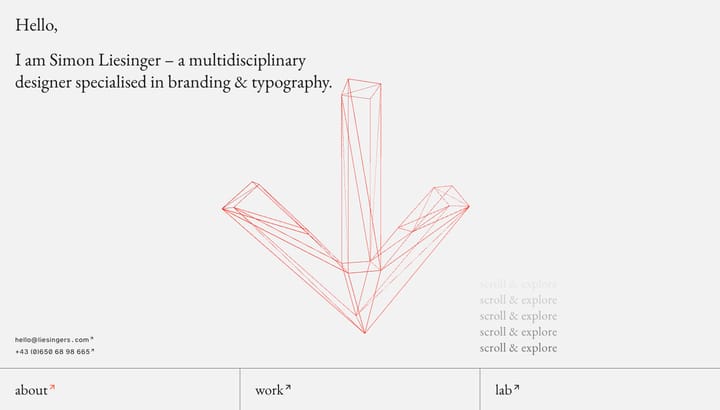 Hello,
I am Simon Liesinger – a multidisciplinary
designer specialised in branding & typography.
scroll & explore
scroll & explore
scroll & explore
scroll & explore
scroll & explore
hello@liesingers.com↗
+43 (0)650 68 98 665↗
about↗
work↗
lab↗